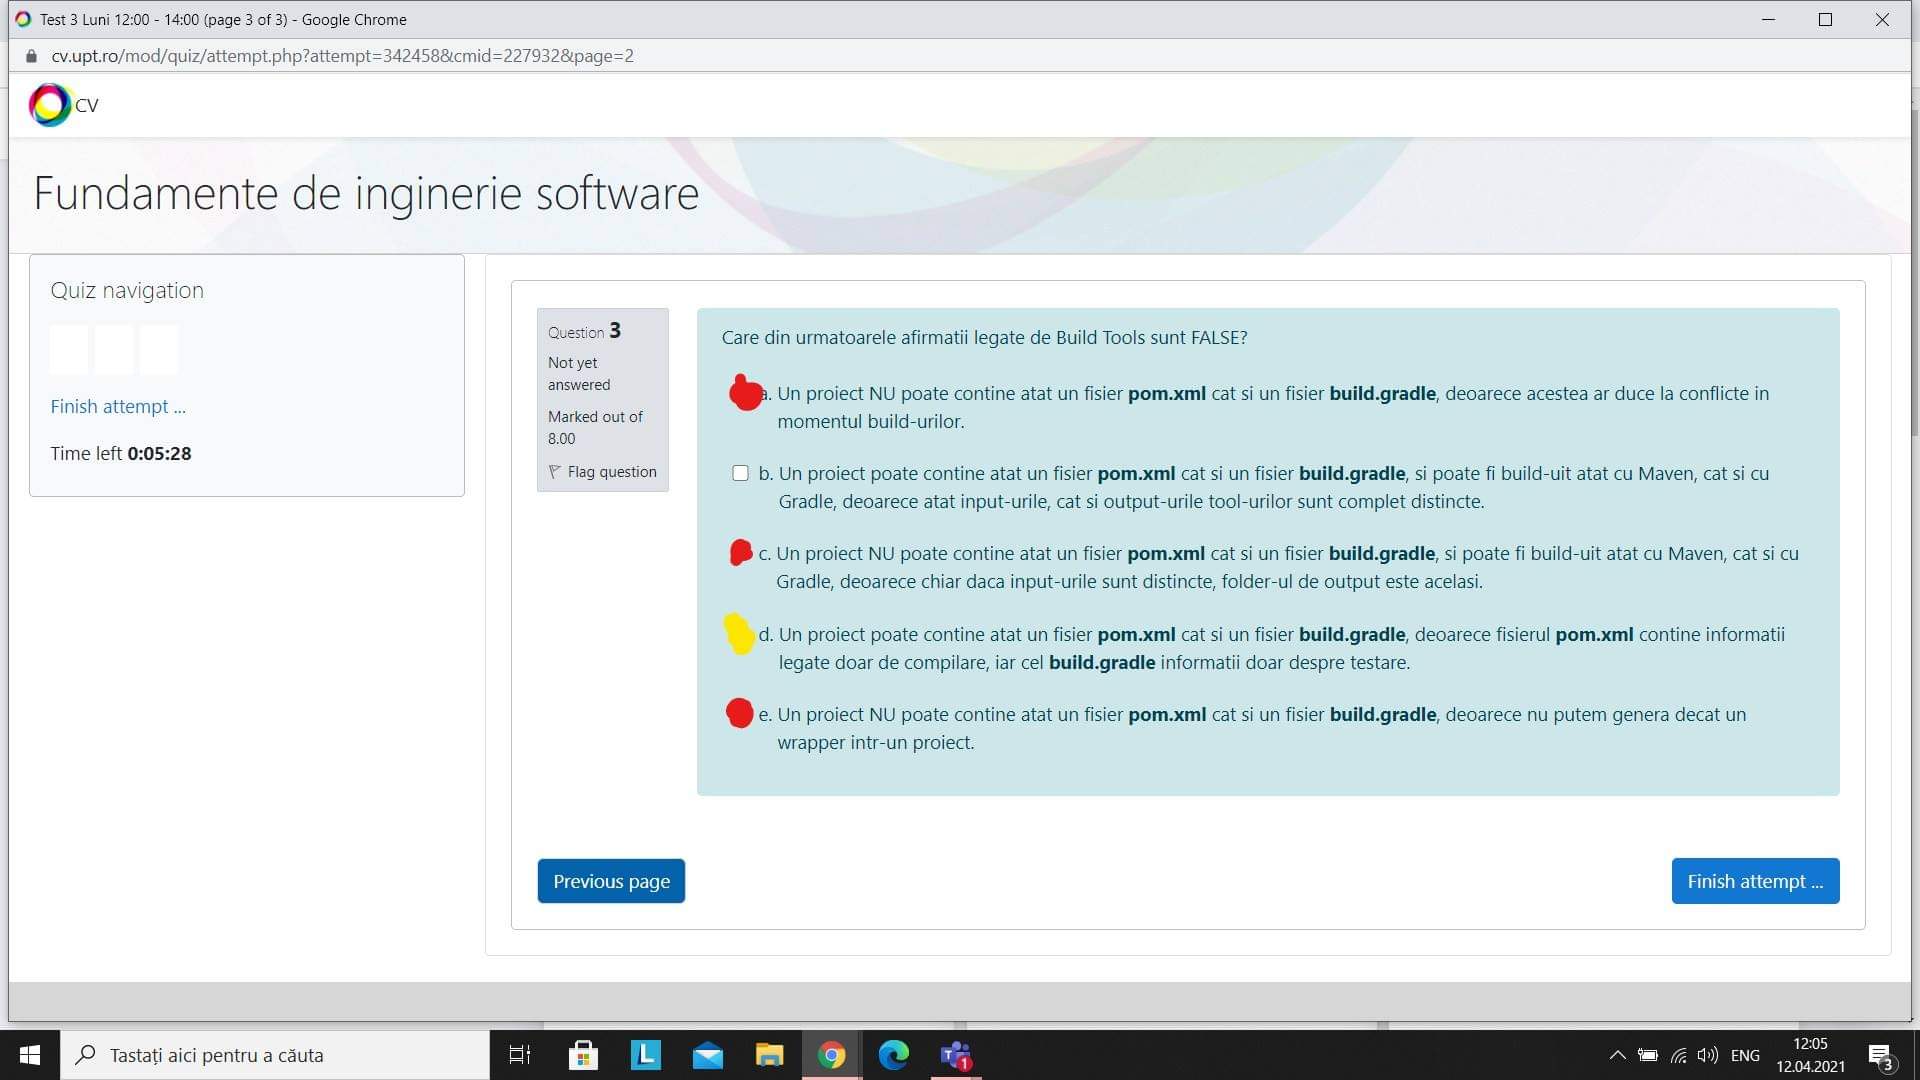 Test 3 Luni 12:00 - 14:00 (page 3 of 3) - Google Chrome
cv.upt.ro/mod/quiz/attempt.php?attempt=342458&cmid=227932&page=2
CV
Fundamente de inginerie software
Quiz navigation
Finish attempt ...
Time left 0:05:28
Question 3
Not yet
answered
Marked out of
8.00
Flag question
Care din urmatoarele afirmatii legate de Build Tools sunt FALSE?
a. Un proiect NU poate contine atat un fisier pom.xml cat si un fisier build.gradle, deoarece acestea ar duce la conflicte in
momentul build-urilor.
b. Un proiect poate contine atat un fisier pom.xml cat si un fisier build.gradle, si poate fi build-uit atat cu Maven, cat si cu
Gradle, deoarece atat input-urile, cat si output-urile tool-urilor sunt complet distincte.
c. Un proiect NU poate contine atat un fisier pom.xml cat si un fisier build.gradle, si poate fi build-uit atat cu Maven, cat si cu
Gradle, deoarece chiar daca input-urile sunt distincte, folder-ul de output este acelasi.
d. Un proiect poate contine atat un fisier pom.xml cat si un fisier build.gradle, deoarece fisierul pom.xml contine informatii
legate doar de compilare, iar cel build.gradle informatii doar despre testare.
e. Un proiect NU poate contine atat un fisier pom.xml cat si un fisier build.gradle, deoarece nu putem genera decat un
wrapper intr-un proiect.
Previous page
Finish attempt ...
Tastați aici pentru a căuta
L
T
1
ENG
12:05
12.04.2021
3